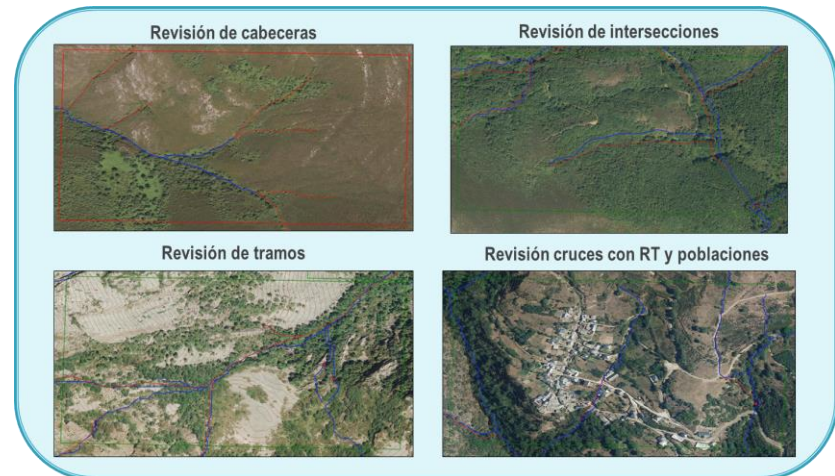 Revisión de cabeceras
Revisión de intersecciones
Revisión de tramos
Revisión cruces con RT y poblaciones